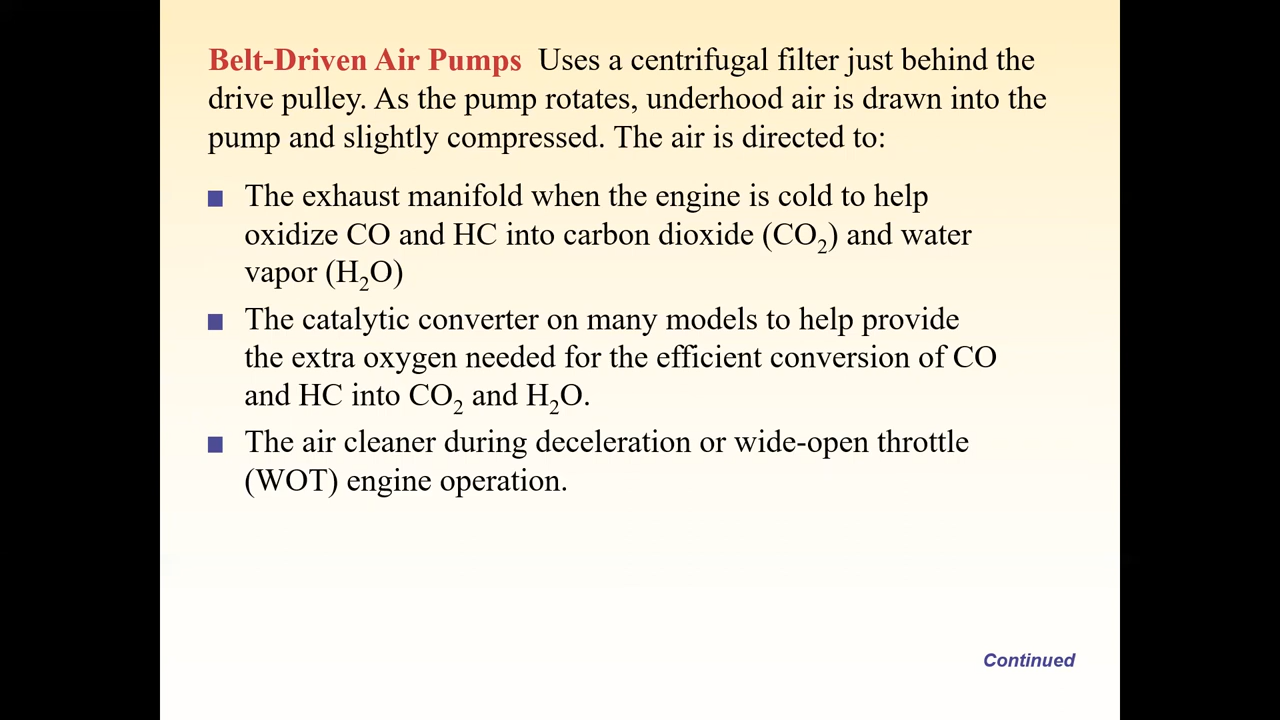 Belt-Driven Air Pumps Uses a centrifugal filter just behind the
drive pulley. As the pump rotates, underhood air is drawn into the
pump and slightly compressed. The air is directed to:
■ The exhaust manifold when the engine is cold to help
oxidize CO and HC into carbon dioxide (CO₂) and water
vapor (H₂O)
■ The catalytic converter on many models to help provide
the extra oxygen needed for the efficient conversion of CO
and HC into CO₂ and H₂O.
■ The air cleaner during deceleration or wide-open throttle
(WOT) engine operation.
Continued